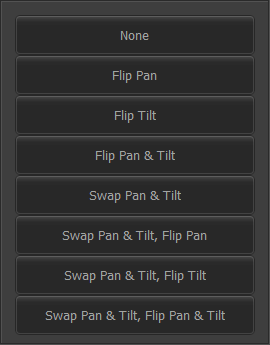 None
Flip Pan
Flip Tilt
Flip Pan & Tilt
Swap Pan & Tilt
Swap Pan & Tilt, Flip Pan
Swap Pan & Tilt, Flip Tilt
Swap Pan & Tilt, Flip Pan & Tilt